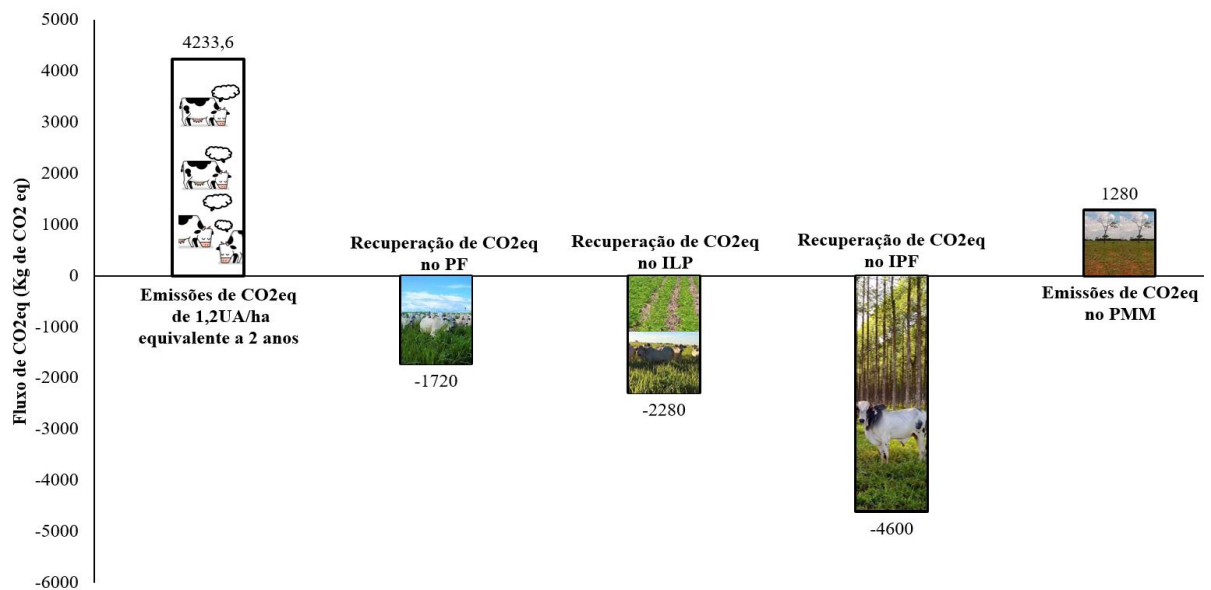 Fluxo de CO2eq (Kg de CO2 eq)
5000
4000
3000
2000
1000
0
-1000
-2000
-3000
-4000
-5000
-6000
4233,6
Emissões de CO2eq
de 1,2UA/ha
equivalente a 2 anos
Recuperação de CO2eq
no PF
-1720
Recuperação de CO2eq
no ILP
-2280
Recuperação de CO2eq
no IPF
-4600
1280
Emissões de CO2eq
no PMM